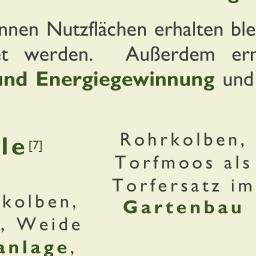 nnen Nutzflächen erhalten ble
et werden. Außerdem ern
und Energiegewinnung und
le[7]
kolben,
, Weide
anlage,
Rohrkolben,
Torfmoos als
Torfersatz im
Gartenbau